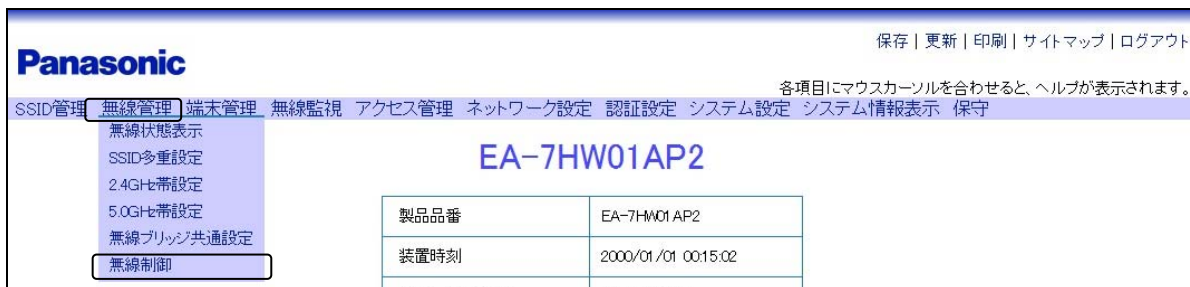 保存 | 更新 | 印刷 | サイトマップ | ログアウト
Panasonic
各項目にマウスカーソルを合わせると、ヘルプが表示されます。
SSID管理 無線管理 端末管理 無線監視 アクセス管理 ネットワーク設定 認証設定 システム設定 システム情報表示 保守
無線状態表示
SSID多重設定
2.4GHz帯設定
5.0GHz帯設定
無線ブリッジ共通設定
無線制御
EA-7HW01AP2
製品品番 EA-7HW01AP2
装置時刻 2000/01/01 00:15:02